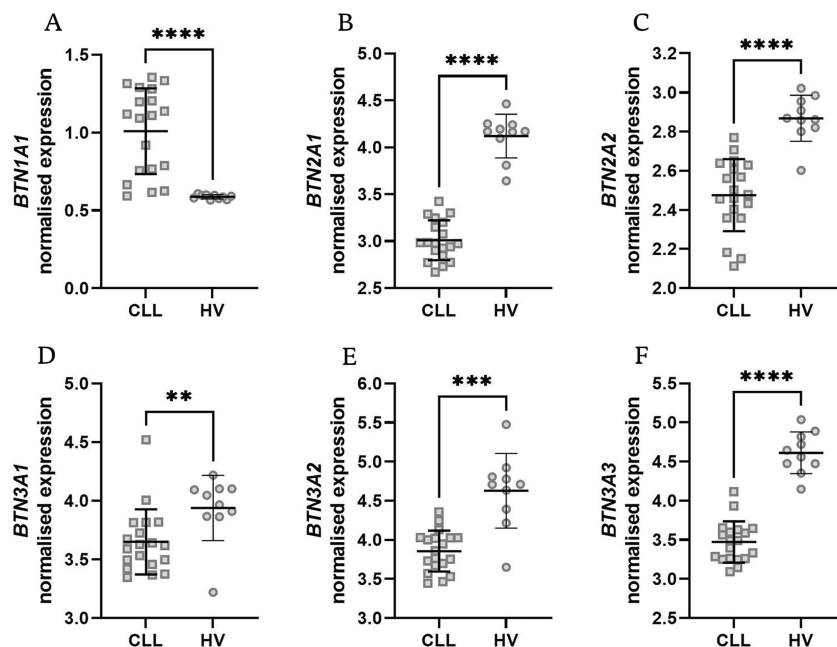 A
****
1.5
1.0
0.5
0.0
BTN1A1
normalised expression
CLL
HV
B
****
5.0
4.5
4.0
3.5
3.0
2.5
BTN2A1
normalised expression
CLL
HV
C
****
3.2
3.0
2.8
2.6
2.4
2.2
2.0
BTN2A2
normalised expression
CLL
HV
D
**
5.0
4.5
4.0
3.5
3.0
BTN3A1
normalised expression
CLL
HV
E
***
6.0
5.5
5.0
4.5
4.0
3.5
3.0
BTN3A2
normalised expression
CLL
HV
F
****
5.5
5.0
4.5
4.0
3.5
3.0
2.5
BTN3A3
normalised expression
CLL
HV